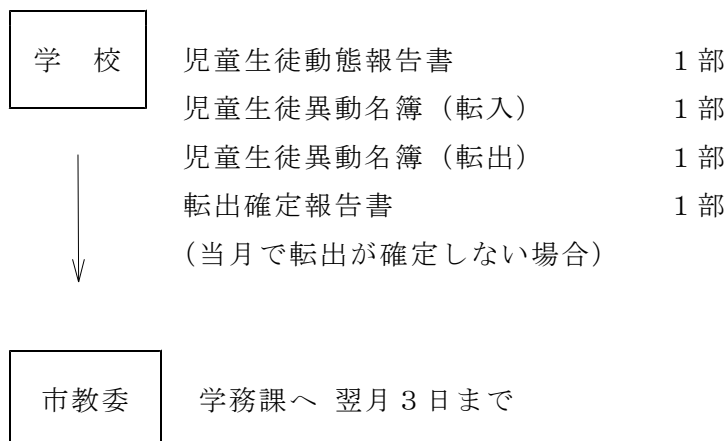 学　校　児童生徒動態報告書　１部
児童生徒異動名簿（転入）　１部
児童生徒異動名簿（転出）　１部
転出確定報告書　１部
（当月で転出が確定しない場合）
市教委　学務課へ 翌月３日まで